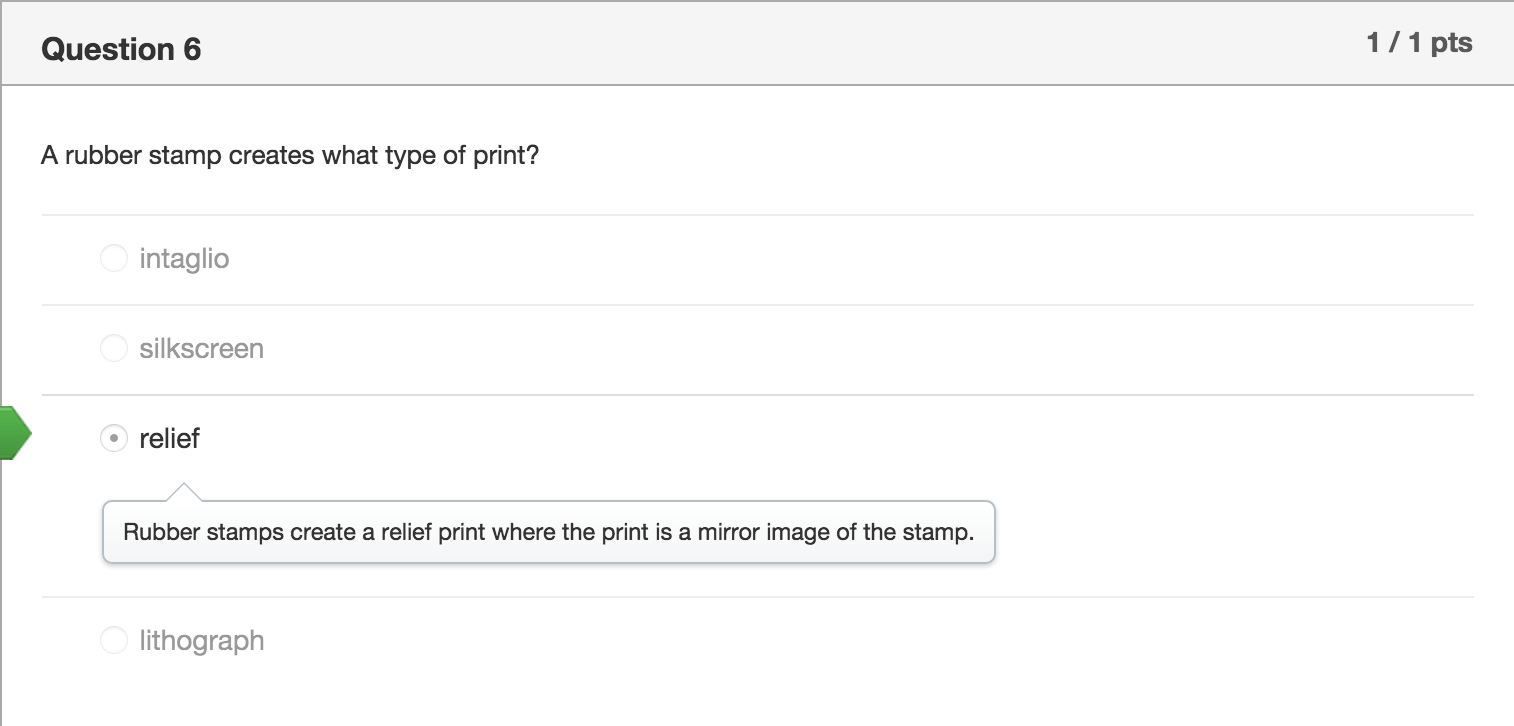 Question 6
1 / 1 pts
A rubber stamp creates what type of print?
intaglio
silkscreen
relief
Rubber stamps create a relief print where the print is a mirror image of the stamp.
lithograph